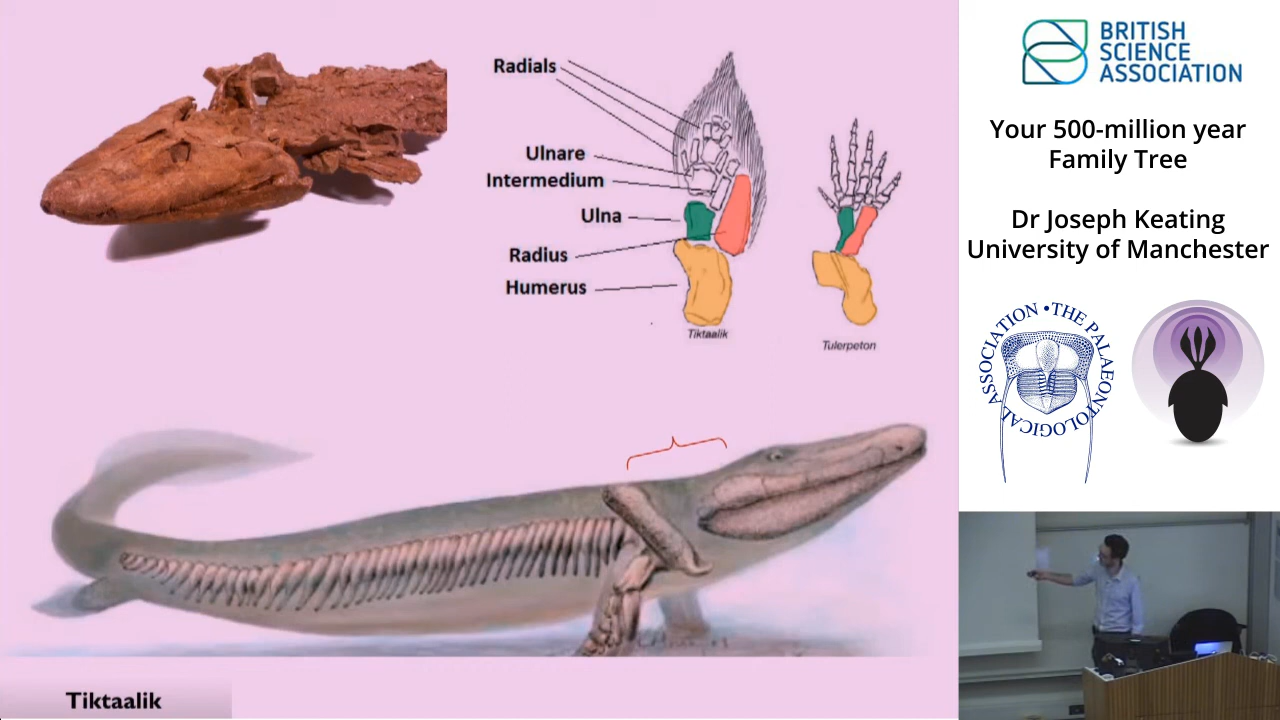 Radials
Ulnare
Intermedium
Ulna
Radius
Humerus
Tiktaalik
Tulerpeton
Tiktaalik
BRITISH
SCIENCE
ASSOCIATION
Your 500-million year
Family Tree
Dr Joseph Keating
University of Manchester
THE PALAEONTOLOGICAL ASSOCIATION •